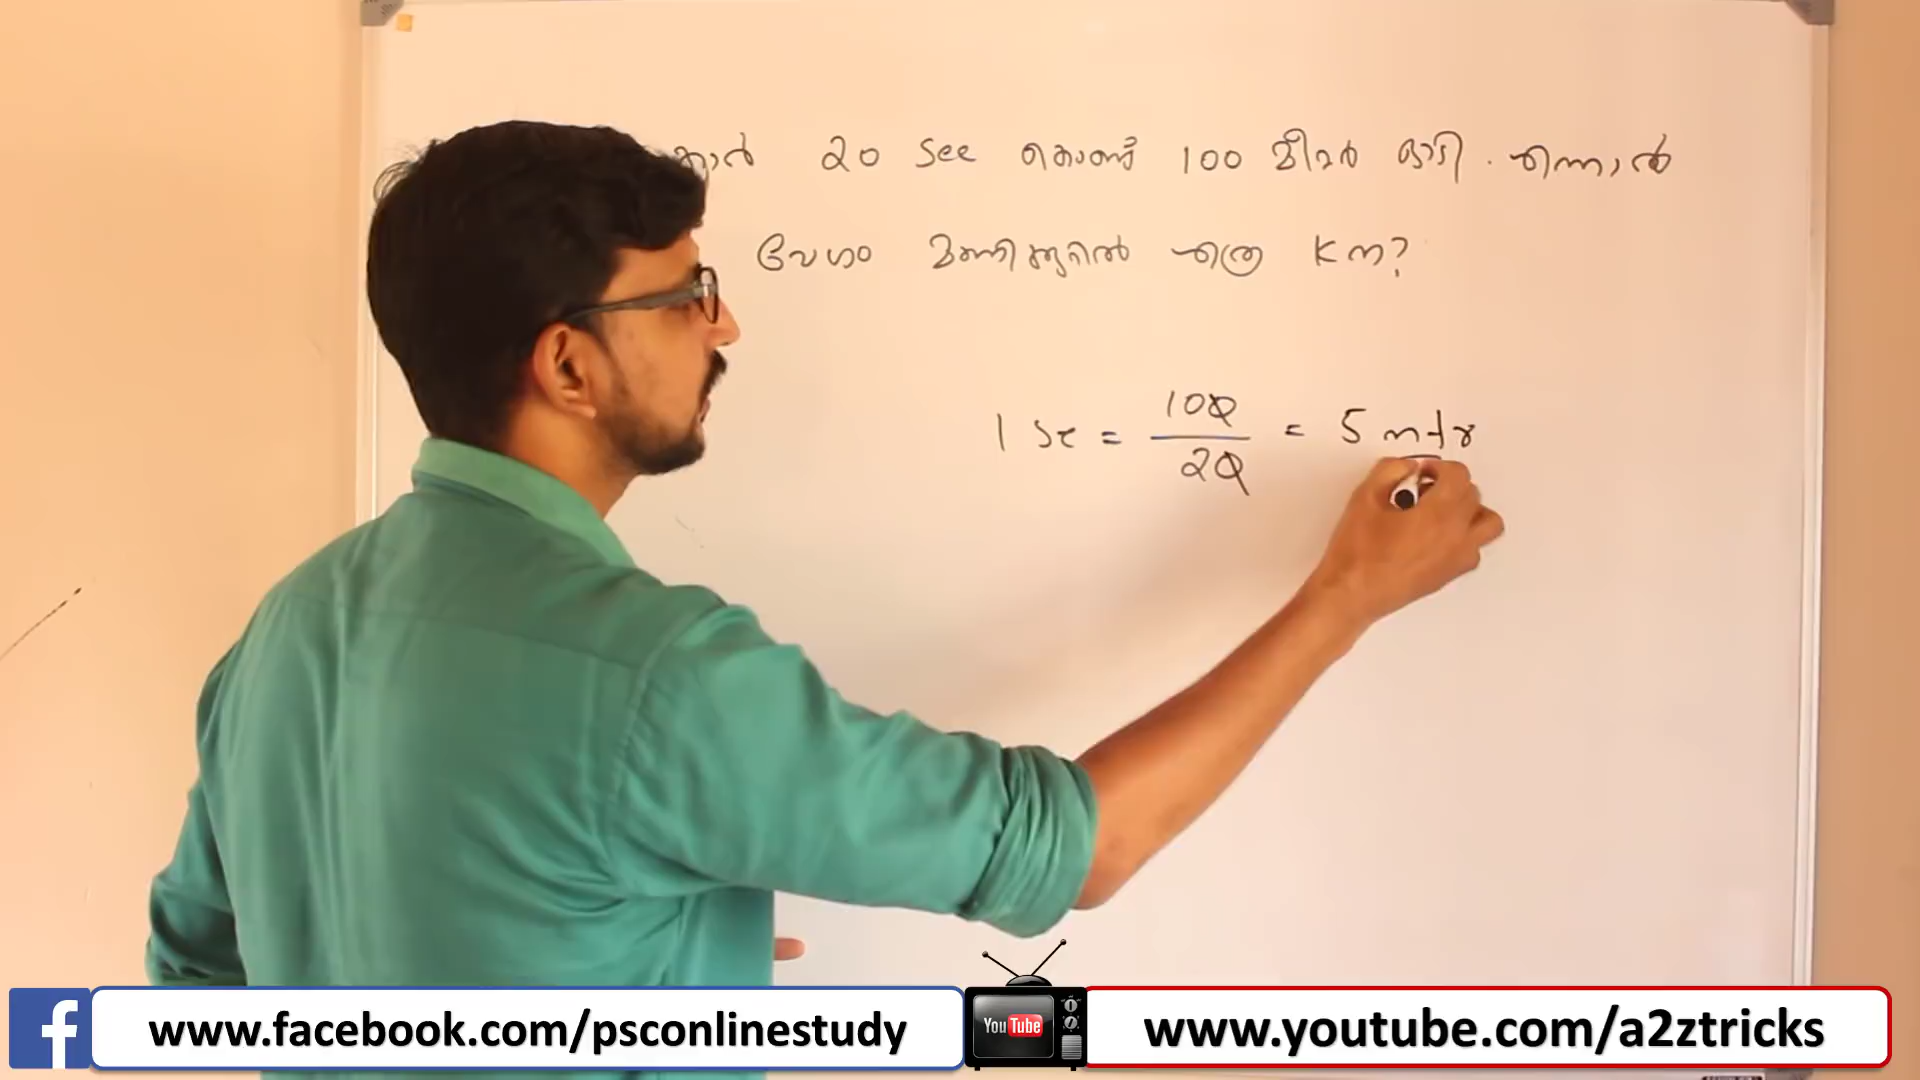 20 Sec കൊണ്ട് 100 മീറ്റർ ഓടി. എന്നാൽ
വേഗം മണിക്കൂറിൽ എത്ര Km?
1 Sec = 100/20 = 5 mtr
www.facebook.com/psconlinestudy
You Tube
www.youtube.com/a2ztricks